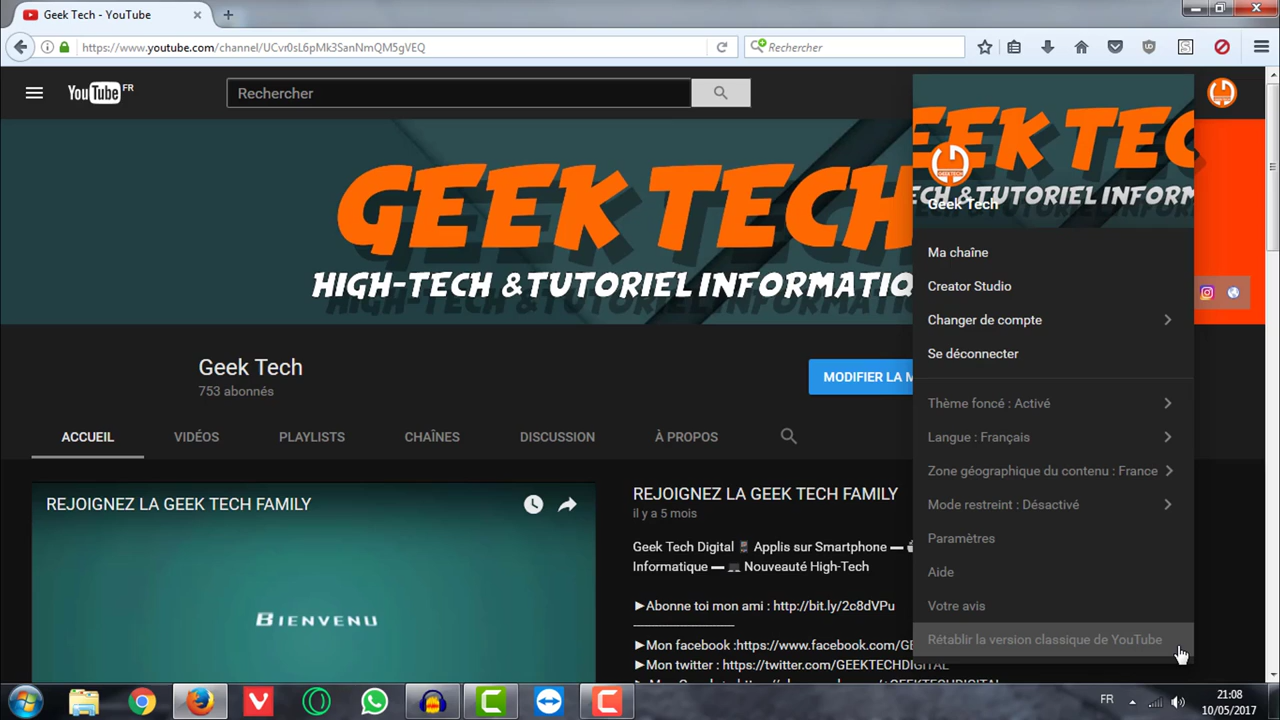 Geek Tech - YouTube
https://www.youtube.com/channel/UCvr0sL6pMk3SanNmQM5gVEQ
Rechercher
YouTube FR
Rechercher
GEEK TECH
HIGH-TECH & TUTORIEL INFORMATIQ
EEK TEC
CH & TUTORIEL INFORM
GEEKTECH
Geek Tech
Ma chaîne
Creator Studio
Changer de compte
Se déconnecter
Thème foncé : Activé
Langue : Français
Zone géographique du contenu : France
Mode restreint : Désactivé
Paramètres
Aide
Votre avis
Rétablir la version classique de YouTube
Geek Tech
753 abonnés
MODIFIER LA M
ACCUEIL
VIDÉOS
PLAYLISTS
CHAÎNES
DISCUSSION
À PROPOS
REJOIGNEZ LA GEEK TECH FAMILY
BIENVENU
REJOIGNEZ LA GEEK TECH FAMILY
il y a 5 mois
Geek Tech Digital Applis sur Smartphone
Informatique Nouveauté High-Tech
►Abonne toi mon ami : http://bit.ly/2c8dVPu
►Mon facebook :https://www.facebook.com/GE
►Mon twitter : https://twitter.com/GEEKTECHDIGITAL
FR
21:08
10/05/2017